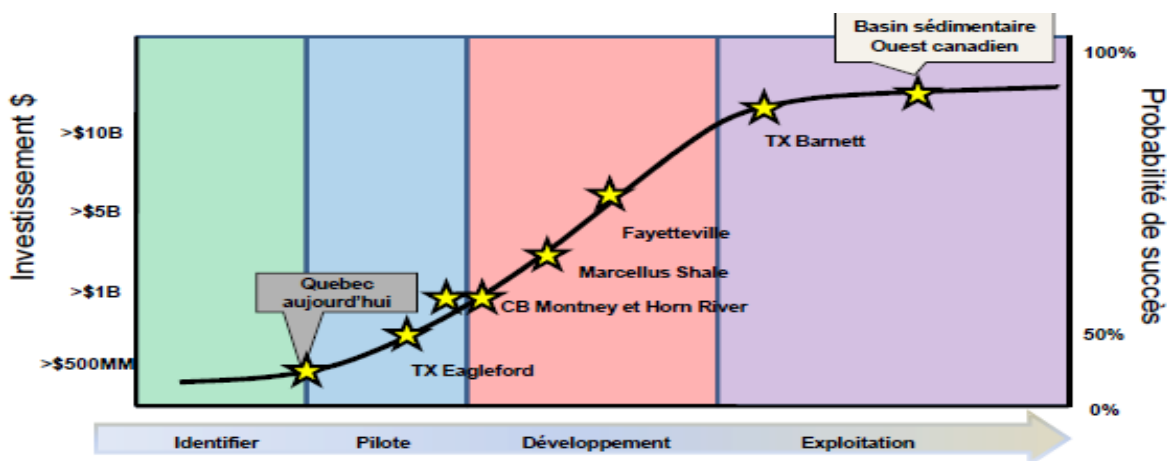 Basin sédimentaire
Ouest canadien
100%
Investissement $
>$10B
>$5B
>$1B
>$500MM
Probabilité de succès
50%
0%
TX Barnett
Fayetteville
Marcellus Shale
CB Montney et Horn River
TX Eagleford
Quebec
aujourd'hui
Identifier
Pilote
Développement
Exploitation